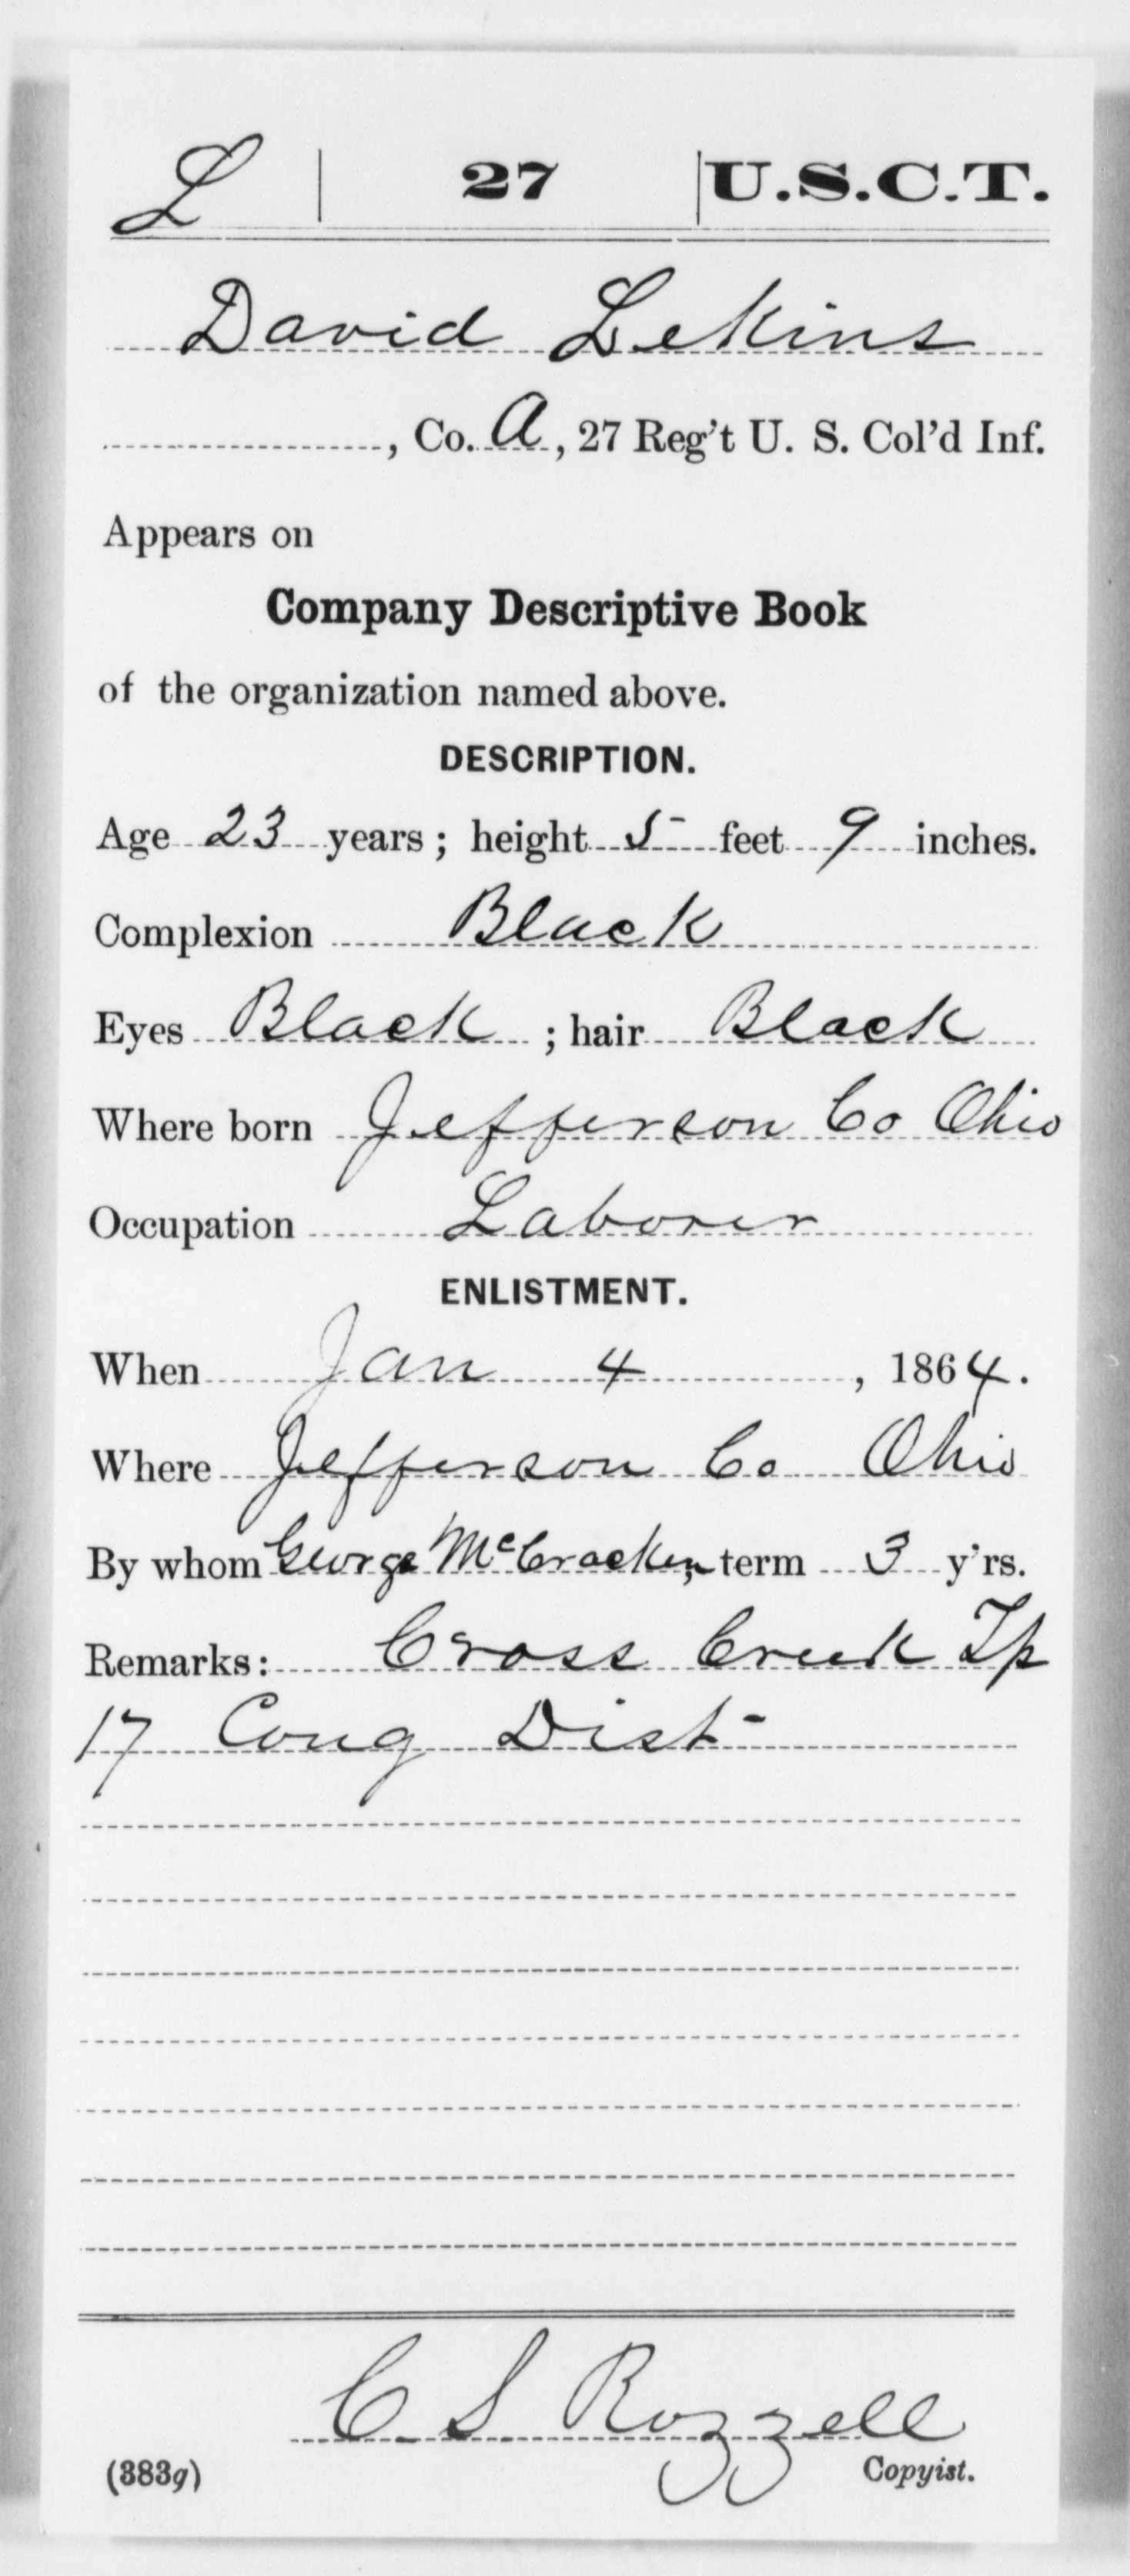 L | 27 | U.S.C.T.
David Lekins
, Co. A, 27 Reg't U. S. Col'd Inf.
Appears on
Company Descriptive Book
of the organization named above.
DESCRIPTION.
Age 23 years; height 5 feet 9 inches.
Complexion Black
Eyes Black; hair Black
Where born Jefferson Co Ohio
Occupation Laborer
ENLISTMENT.
When Jan 4, 1864.
Where Jefferson Co Ohio
By whom George McCracken; term 3 y'rs.
Remarks: Cross Creek Tp
17 Cong Dist
C S Rozzell
(383g) Copyist.